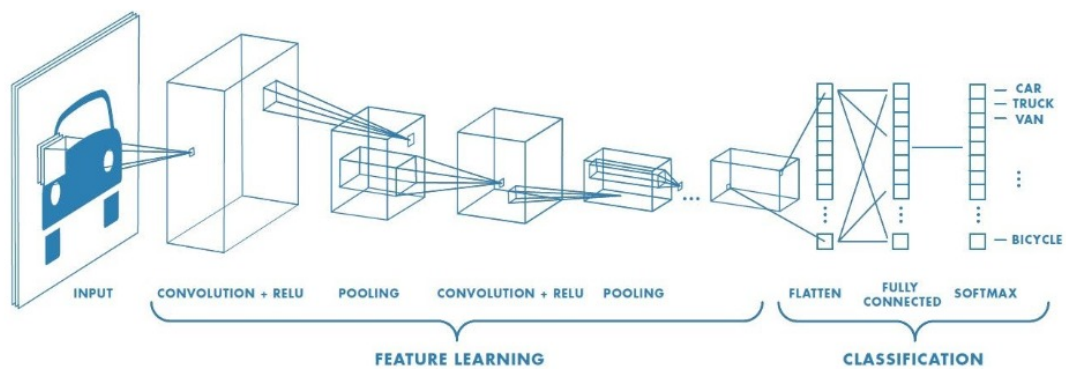 CAR
TRUCK
VAN
BICYCLE
INPUT
CONVOLUTION + RELU
POOLING
CONVOLUTION + RELU
POOLING
FLATTEN
FULLY
CONNECTED
SOFTMAX
FEATURE LEARNING
CLASSIFICATION